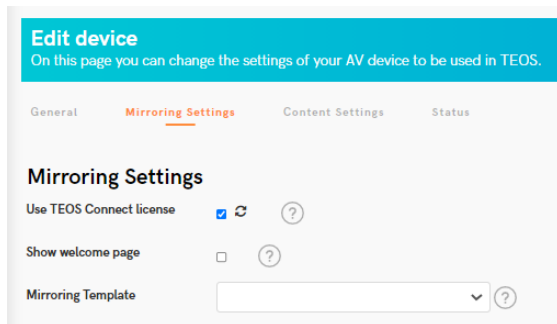 Edit device
On this page you can change the settings of your AV device to be used in TEOS.
General Mirroring Settings Content Settings Status
Mirroring Settings
Use TEOS Connect license ?
Show welcome page ?
Mirroring Template ?